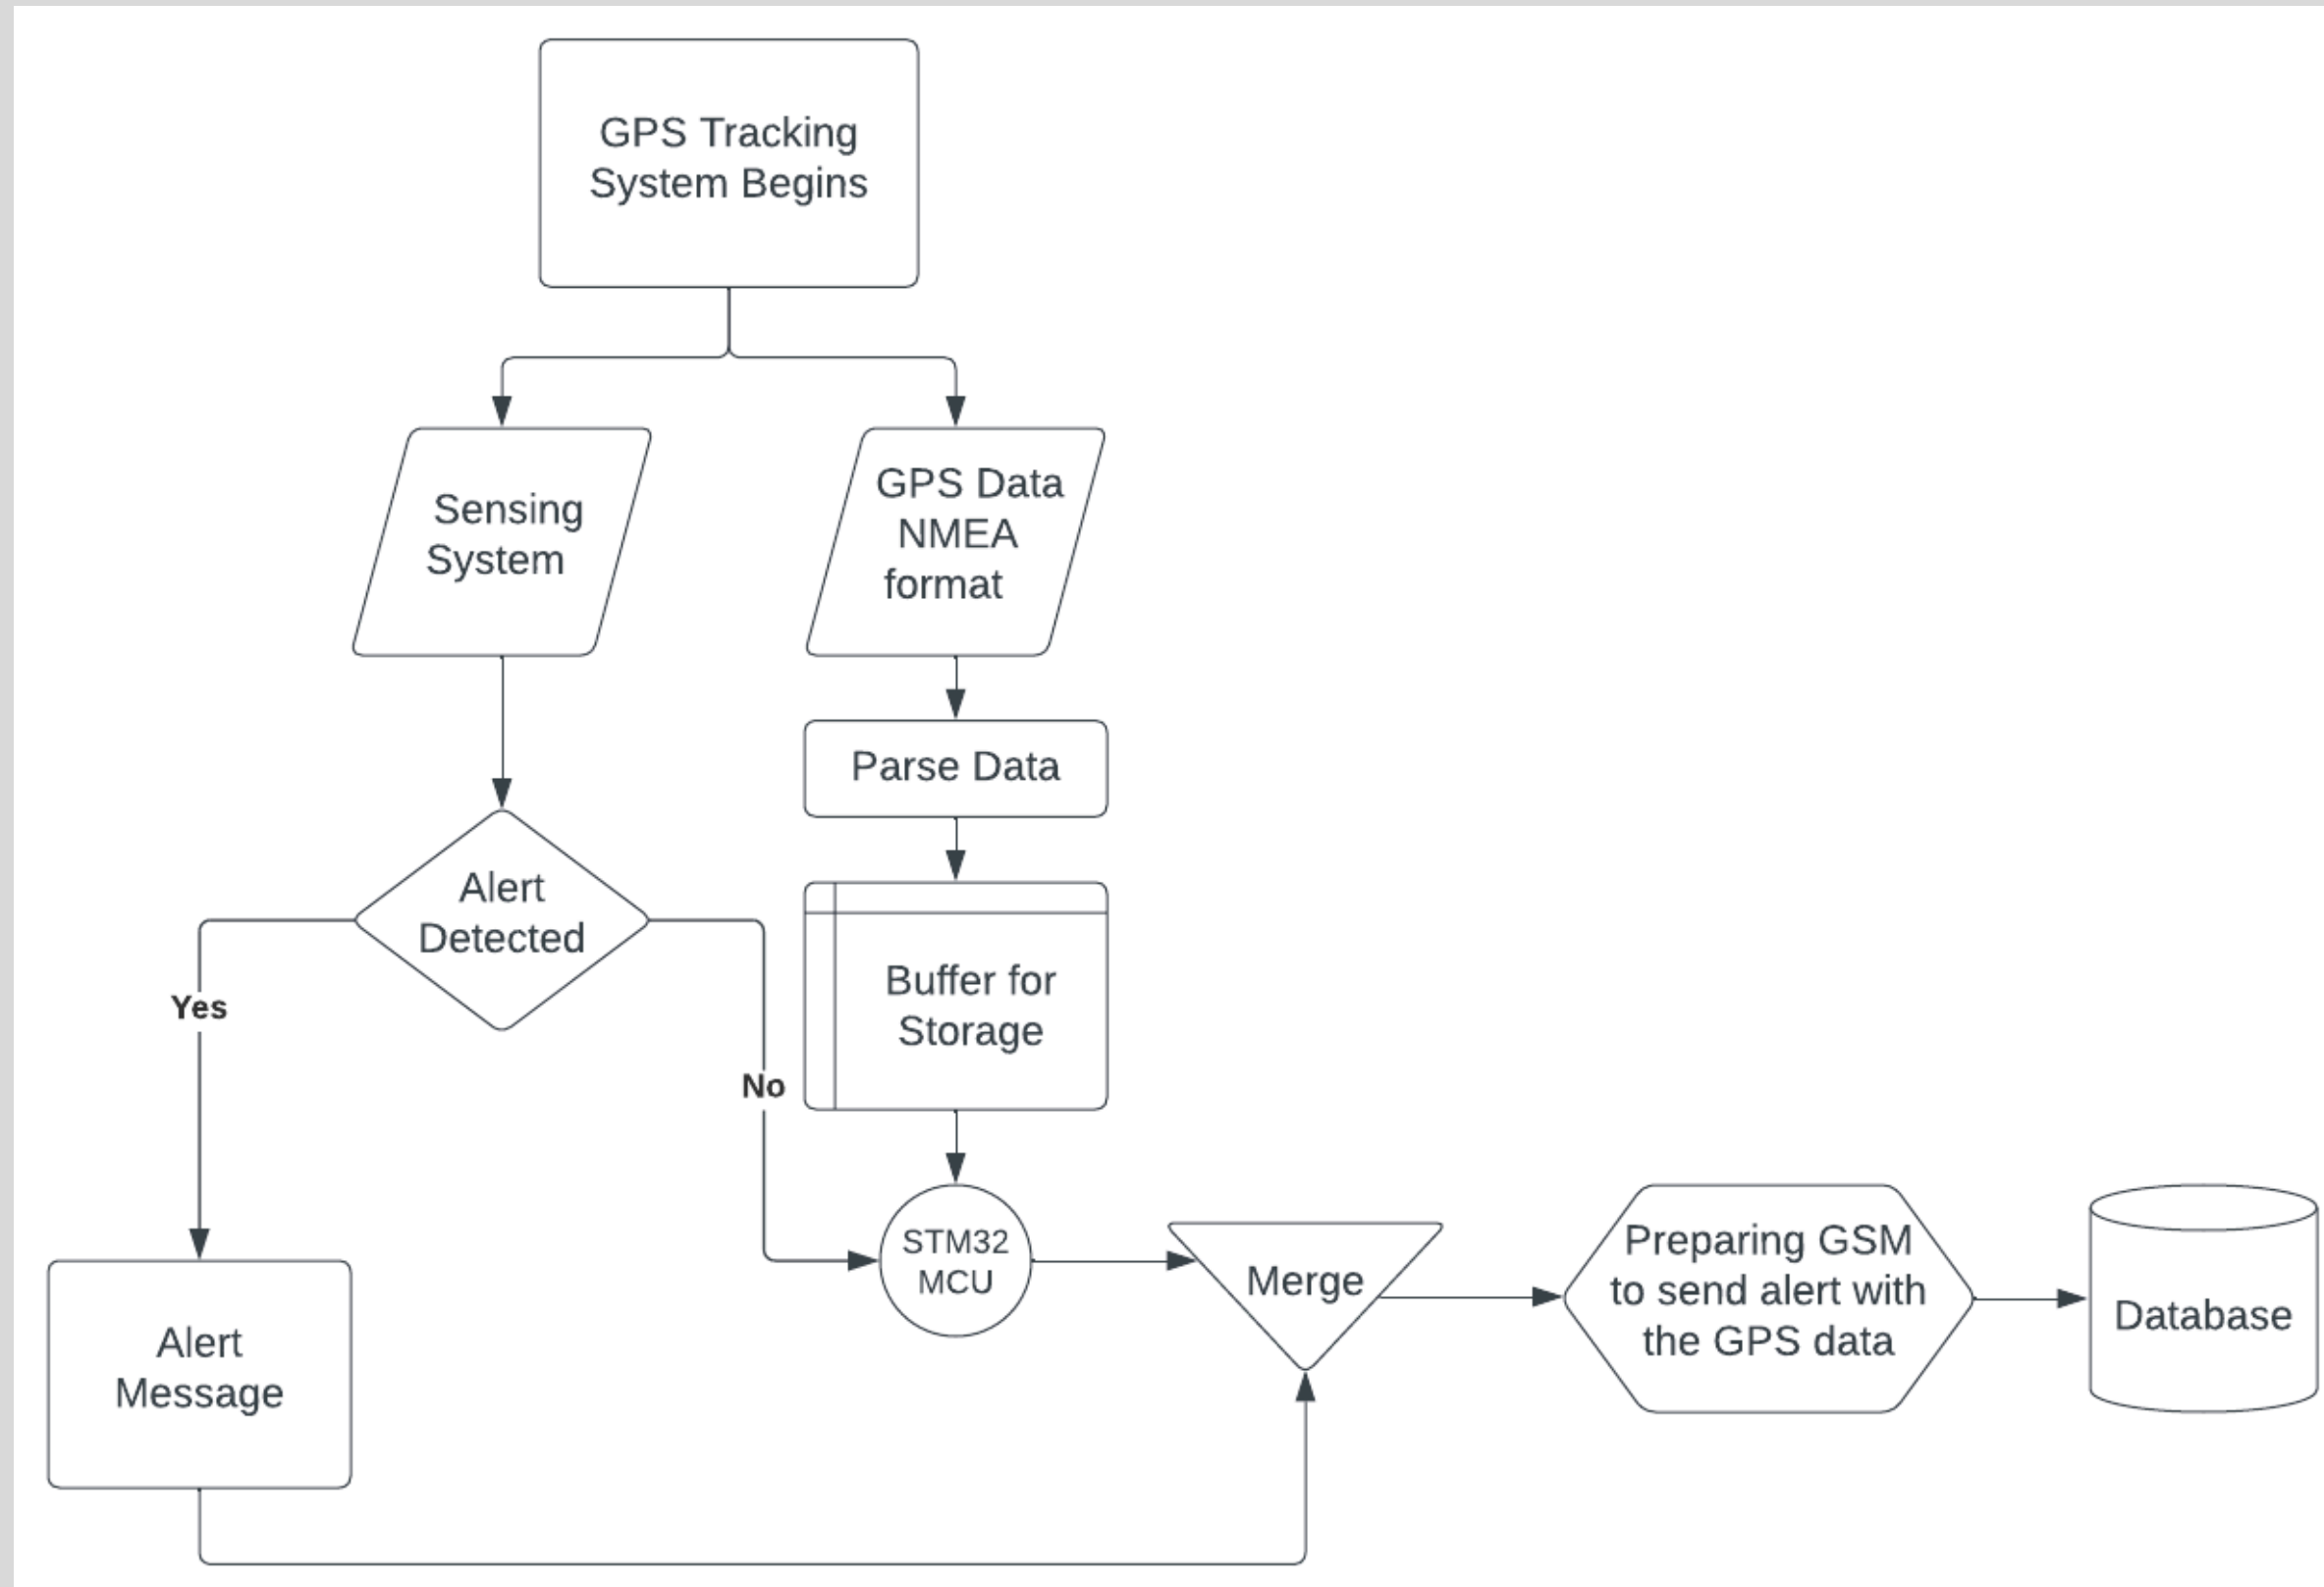 GPS Tracking
System Begins
Sensing
System
GPS Data
NMEA
format
Parse Data
Alert
Detected
Yes
No
Buffer for
Storage
STM32
MCU
Merge
Preparing GSM
to send alert with
the GPS data
Database
Alert
Message